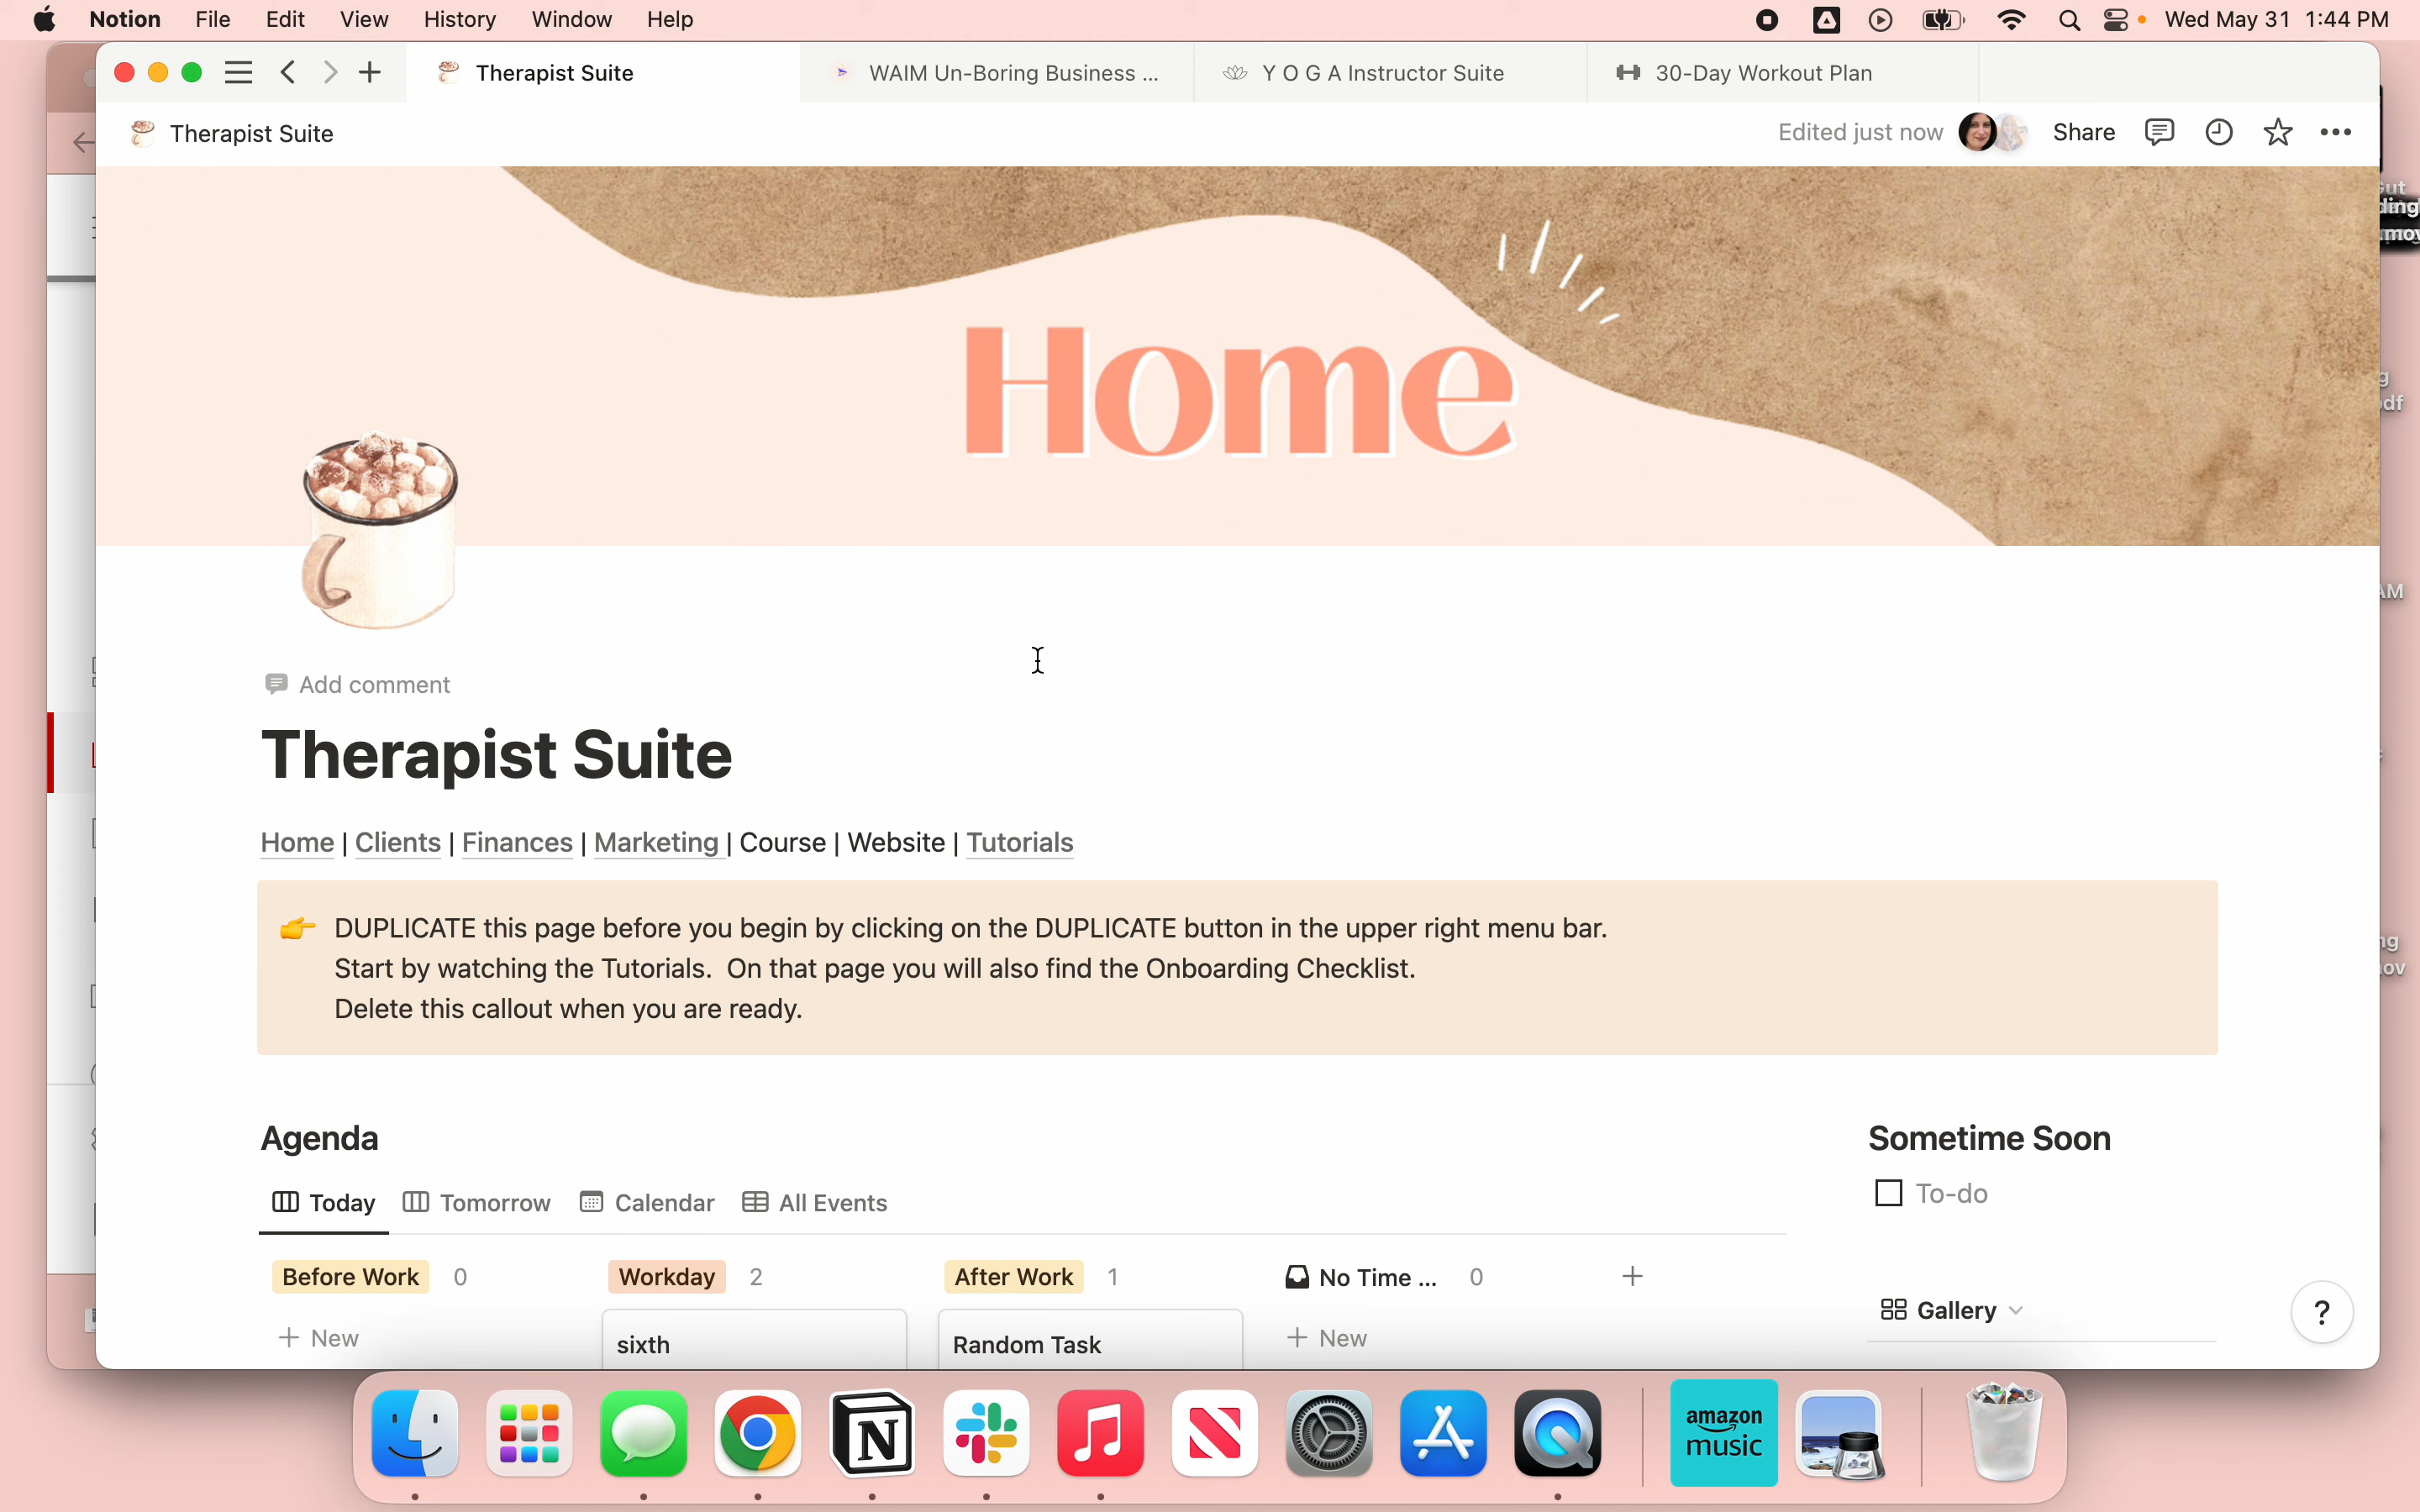 Notion File Edit View History Window Help Wed May 31 1:44 PM
Therapist Suite WAIM Un-Boring Business ... Y O G A Instructor Suite 30-Day Workout Plan
Therapist Suite Edited just now Share
Home
Add comment
Therapist Suite
Home | Clients | Finances | Marketing | Course | Website | Tutorials
👉 DUPLICATE this page before you begin by clicking on the DUPLICATE button in the upper right menu bar.
Start by watching the Tutorials. On that page you will also find the Onboarding Checklist.
Delete this callout when you are ready.
Agenda Sometime Soon
Today Tomorrow Calendar All Events To-do
Before Work 0 Workday 2 After Work 1 No Time ... 0
Gallery
?
+ New sixth Random Task + New
amazon
music